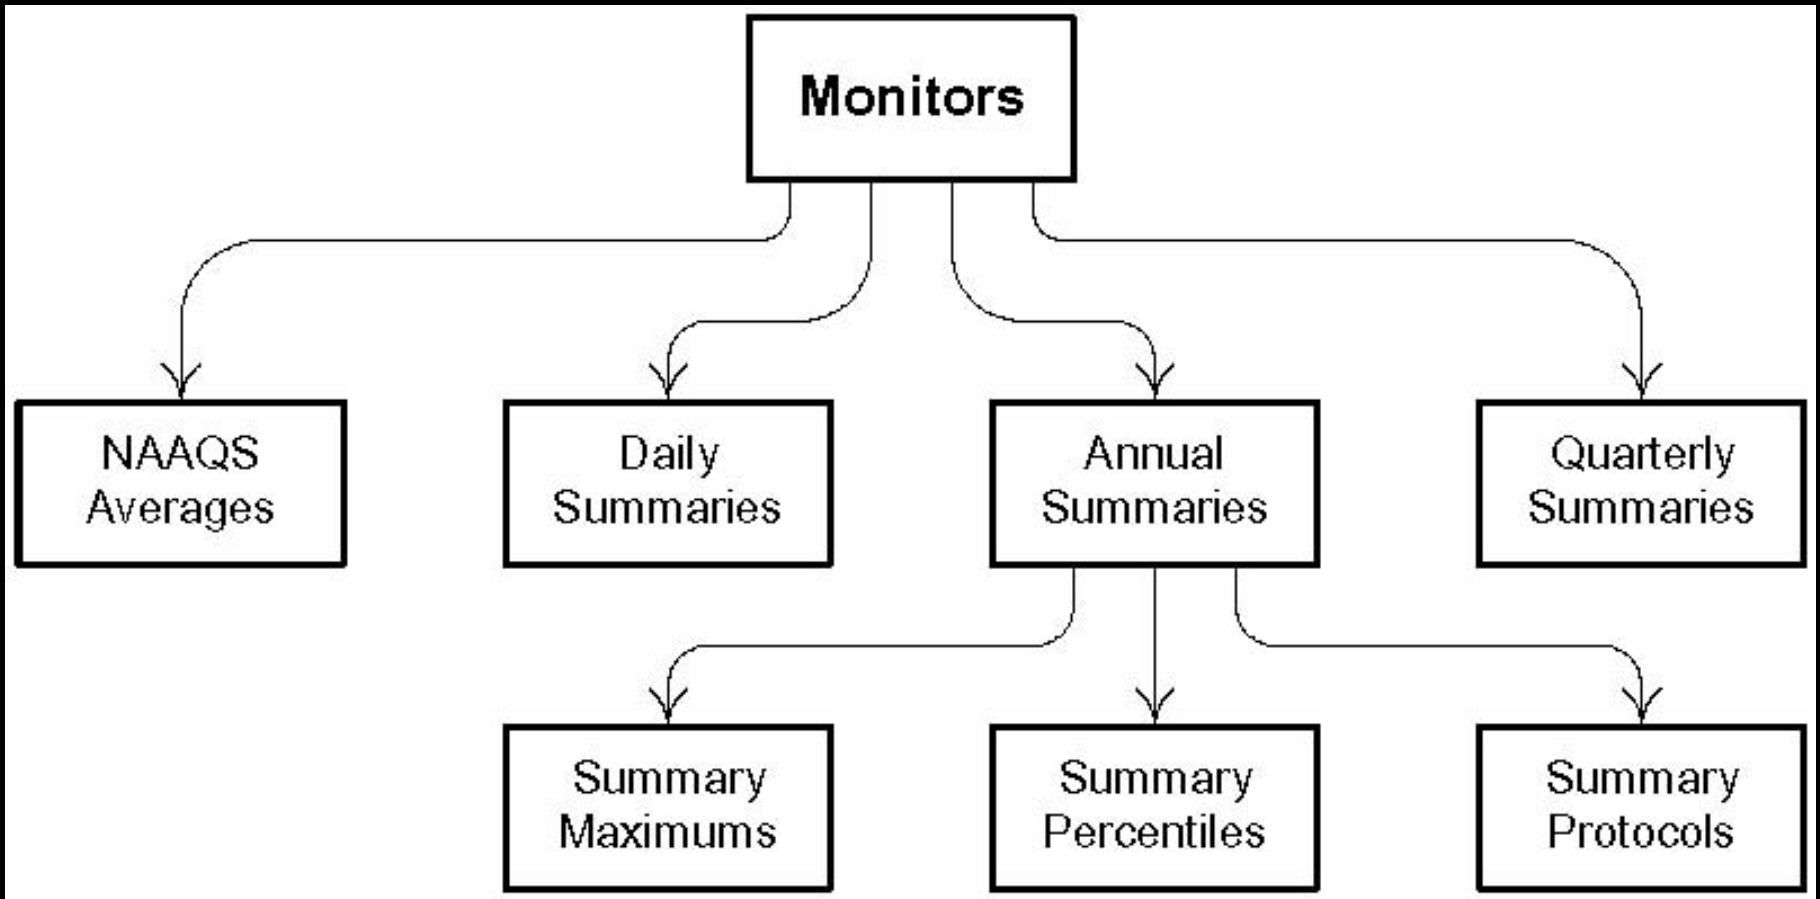 Monitors
NAAQS
Averages
Daily
Summaries
Annual
Summaries
Quarterly
Summaries
Summary
Maximums
Summary
Percentiles
Summary
Protocols